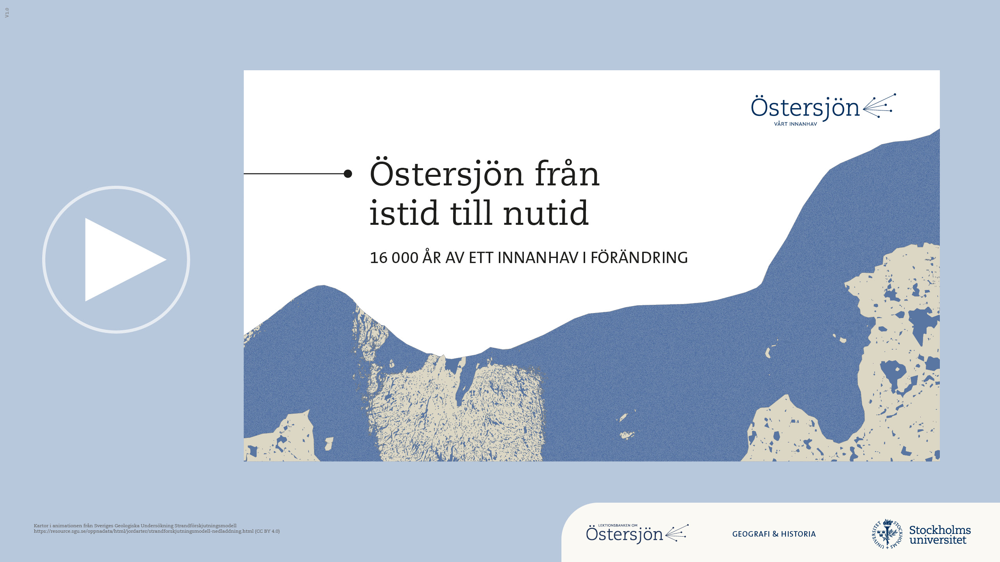 V1.0
Östersjön
VÅRT INNANHAV
Östersjön från
istid till nutid
16 000 ÅR AV ETT INNANHAV I FÖRÄNDRING
Kartor i animationen från Sveriges Geologiska Undersökning Strandförskjutningsmodell
https://resource.sgu.se/oppnadata/html/jordarter/strandforskjutningsmodell-nedladdning.html (CC BY 4.0)
LEKTIONSBANKEN OM
Östersjön
GEOGRAFI & HISTORIA
STOCKHOLMS UNIVERSITET
Stockholms
universitet